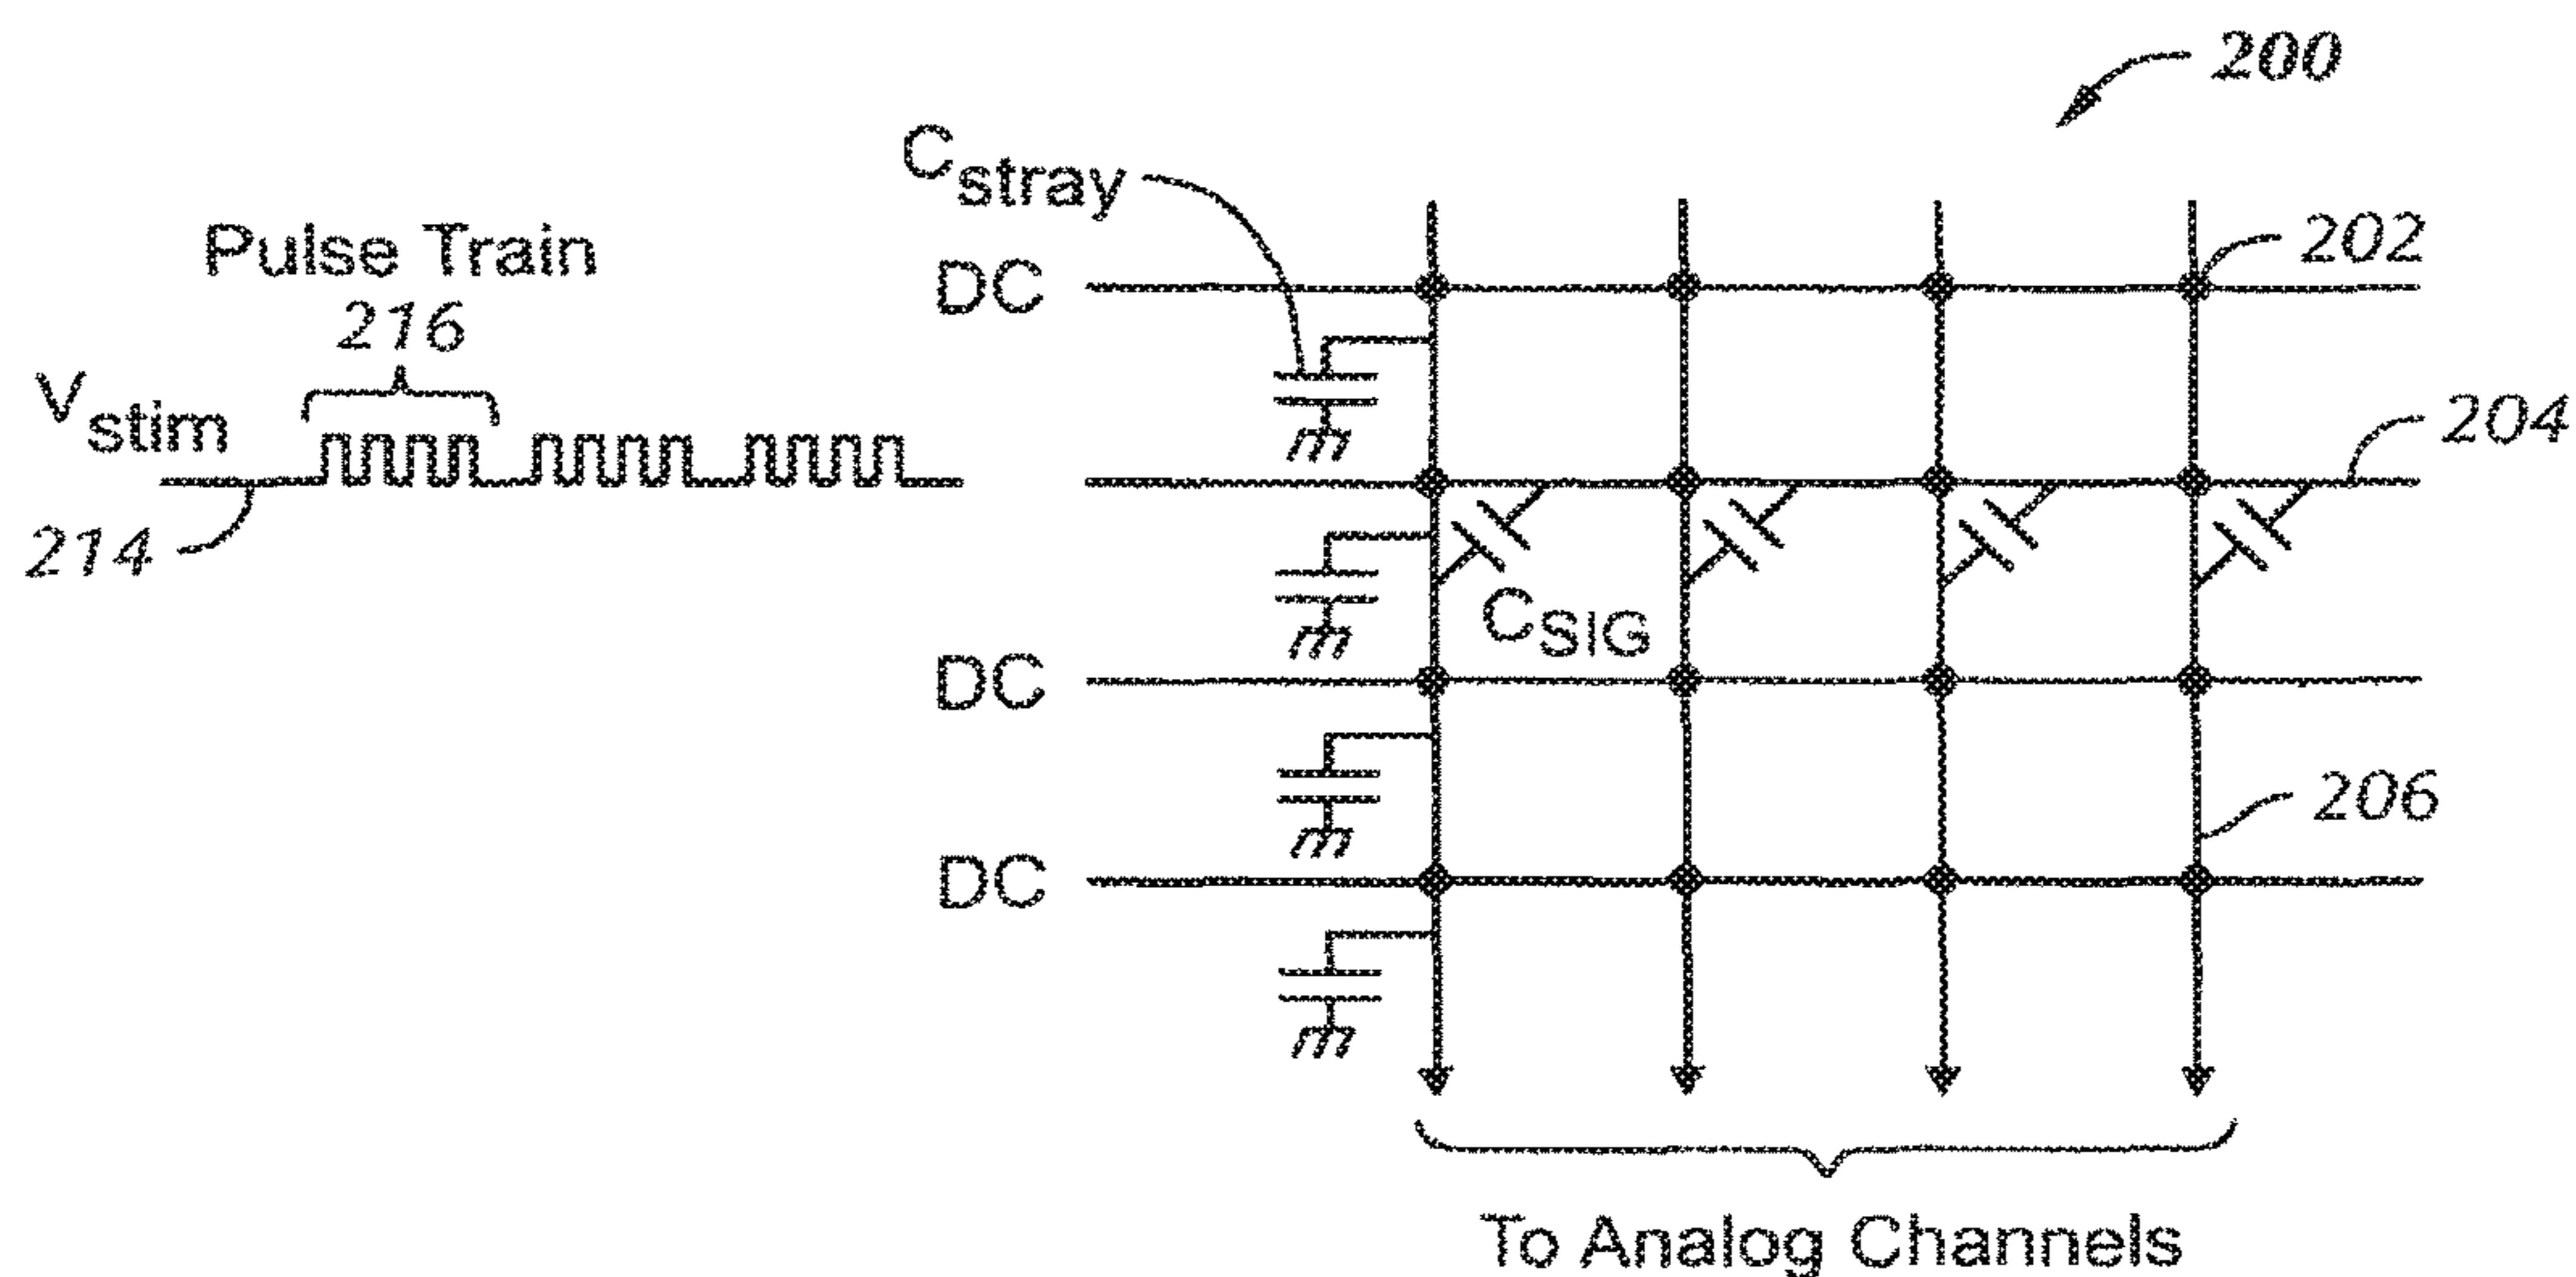 200
Cstray
Pulse Train
216
DC
202
Vstim
204
214
CSIG
DC
206
DC
To Analog Channels